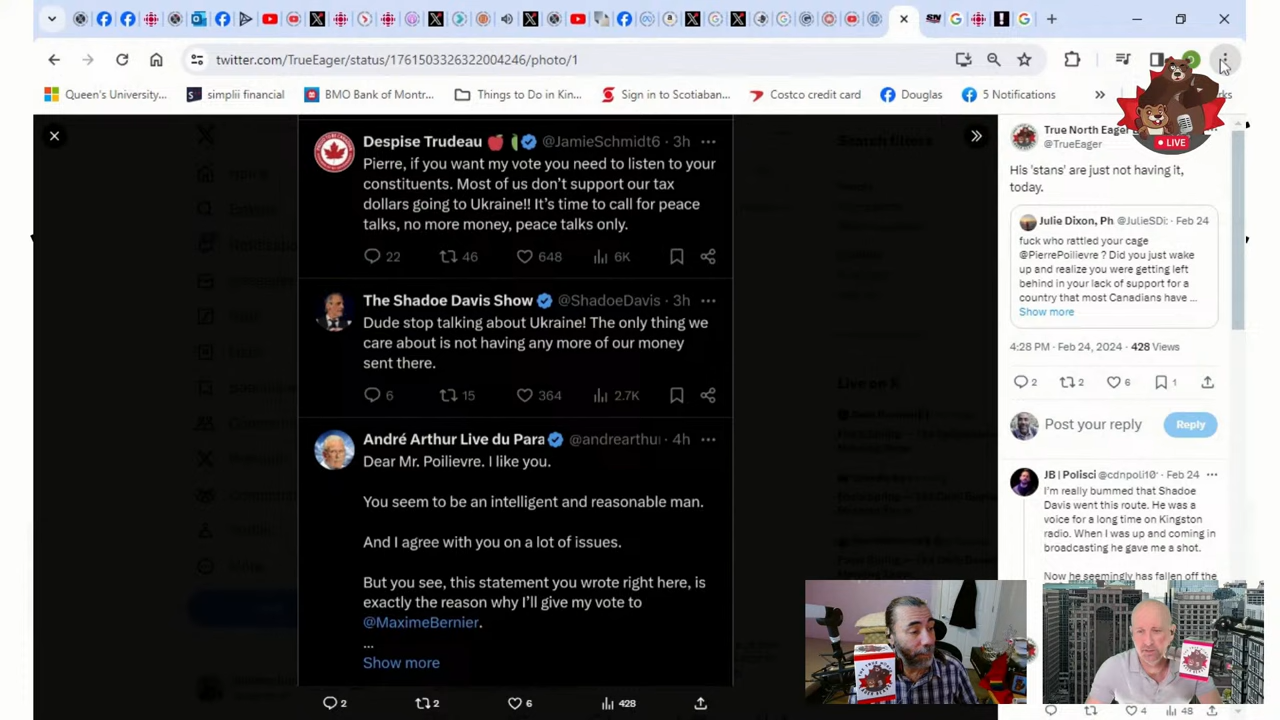 twitter.com/TrueEager/status/1761503326322004246/photo/1
Queen's University...
simplii financial
BMO Bank of Montr...
Things to Do in Kin...
Sign in to Scotiaban...
Costco credit card
Douglas
5 Notifications
LIVE
Despise Trudeau @JamieSchmidt6 · 3h
Pierre, if you want my vote you need to listen to your
constituents. Most of us don't support our tax
dollars going to Ukraine!! It's time to call for peace
talks, no more money, peace talks only.
22 46 648 6K
The Shadoe Davis Show @ShadoeDavis · 3h
Dude stop talking about Ukraine! The only thing we
care about is not having any more of our money
sent there.
6 15 364 2.7K
André Arthur Live du Para @andrearthu · 4h
Dear Mr. Poilievre. I like you.
You seem to be an intelligent and reasonable man.
And I agree with you on a lot of issues.
But you see, this statement you wrote right here, is
exactly the reason why I'll give my vote to
@MaximeBernier.
...
Show more
2 2 6 428
Search filters
Live on X
True North Eager
@TrueEager
His 'stans' are just not having it,
today.
Julie Dixon, Ph @JulieSDi: · Feb 24
fuck who rattled your cage
@PierrePoilievre ? Did you just wake
up and realize you were getting left
behind in your lack of support for a
country that most Canadians have ...
Show more
4:28 PM · Feb 24, 2024 · 428 Views
2 2 6 1
Post your reply
Reply
JB | Polisci @cdnpoli10 · Feb 24
I'm really bummed that Shadoe
Davis went this route. He was a
voice for a long time on Kingston
radio. When I was up and coming in
broadcasting he gave me a shot.
Now he seemingly has fallen off the
4 48